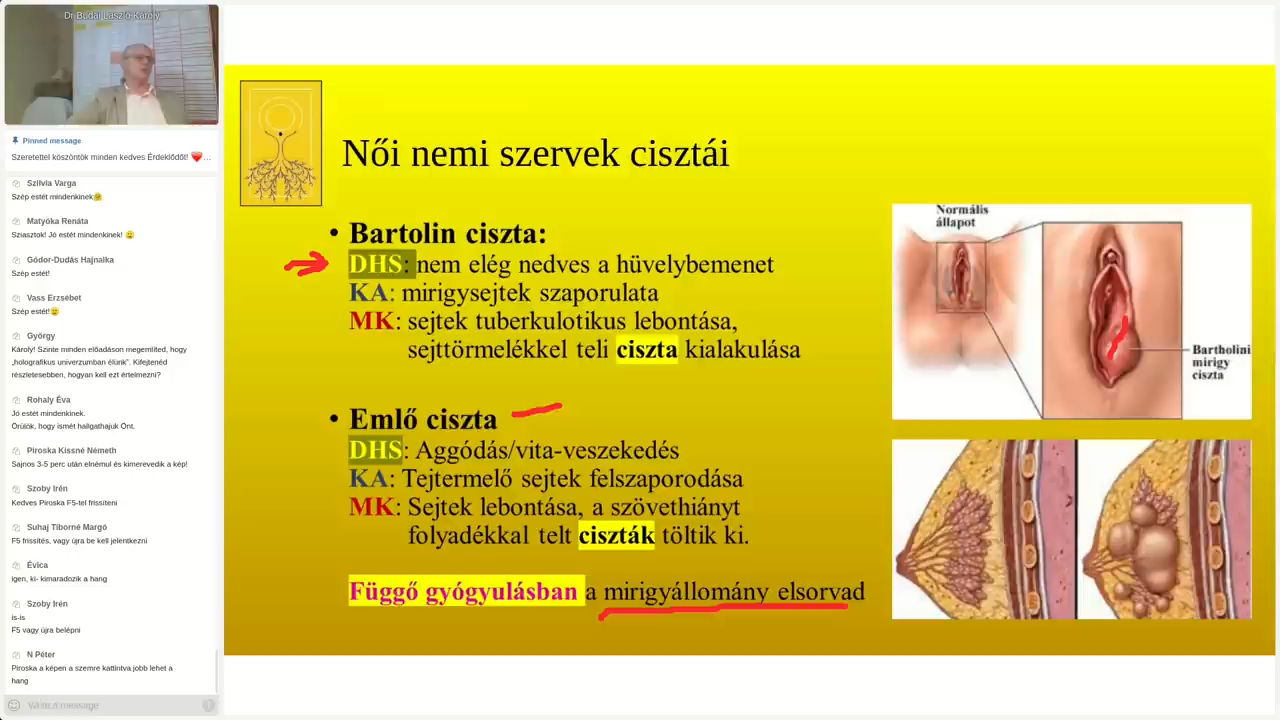 Dr Budai László Károly
Pinned message
Szeretettel köszöntök minden kedves Érdeklődőt! ❤️...
Szilvia Varga
Szép estét mindenkinek🤗
Matyóka Renáta
Sziasztok! Jó estét mindenkinek! 🙂
Gódor-Dudás Hajnalka
Szép estét!
Vass Erzsébet
Szép estét!🙂
György
Károly! Szinte minden előadáson megemlíted, hogy
„holografikus univerzumban élünk”. Kifejtenéd
részletesebben, hogyan kell ezt értelmezni?
Rohaly Éva
Jó estét mindenkinek.
Örülök, hogy ismét hallgathajuk Önt.
Piroska Kissné Németh
Sajnos 3-5 perc után elnémul és kimerevedik a kép!
Szoby Irén
Kedves Piroska F5-tel frissíteni
Suhaj Tiborné Margó
F5 frissítés, vagy újra be kell jelentkezni
Évica
igen, ki- kimaradozik a hang
Szoby Irén
is-is
F5 vagy újra belépni
N Péter
Piroska a képen a szemre kattintva jobb lehet a
hang
Write a message
Női nemi szervek cisztái
• Bartolin ciszta:
DHS: nem elég nedves a hüvelybemenet
KA: mirigysejtek szaporulata
MK: sejtek tuberkulotikus lebontása,
sejttörmelékkel teli ciszta kialakulása
• Emlő ciszta
DHS: Aggódás/vita-veszekedés
KA: Tejtermelő sejtek felszaporodása
MK: Sejtek lebontása, a szövethiányt
folyadékkal telt ciszták töltik ki.
Függő gyógyulásban a mirigyállomány elsorvad
Normális
állapot
Bartholini
mirigy
ciszta